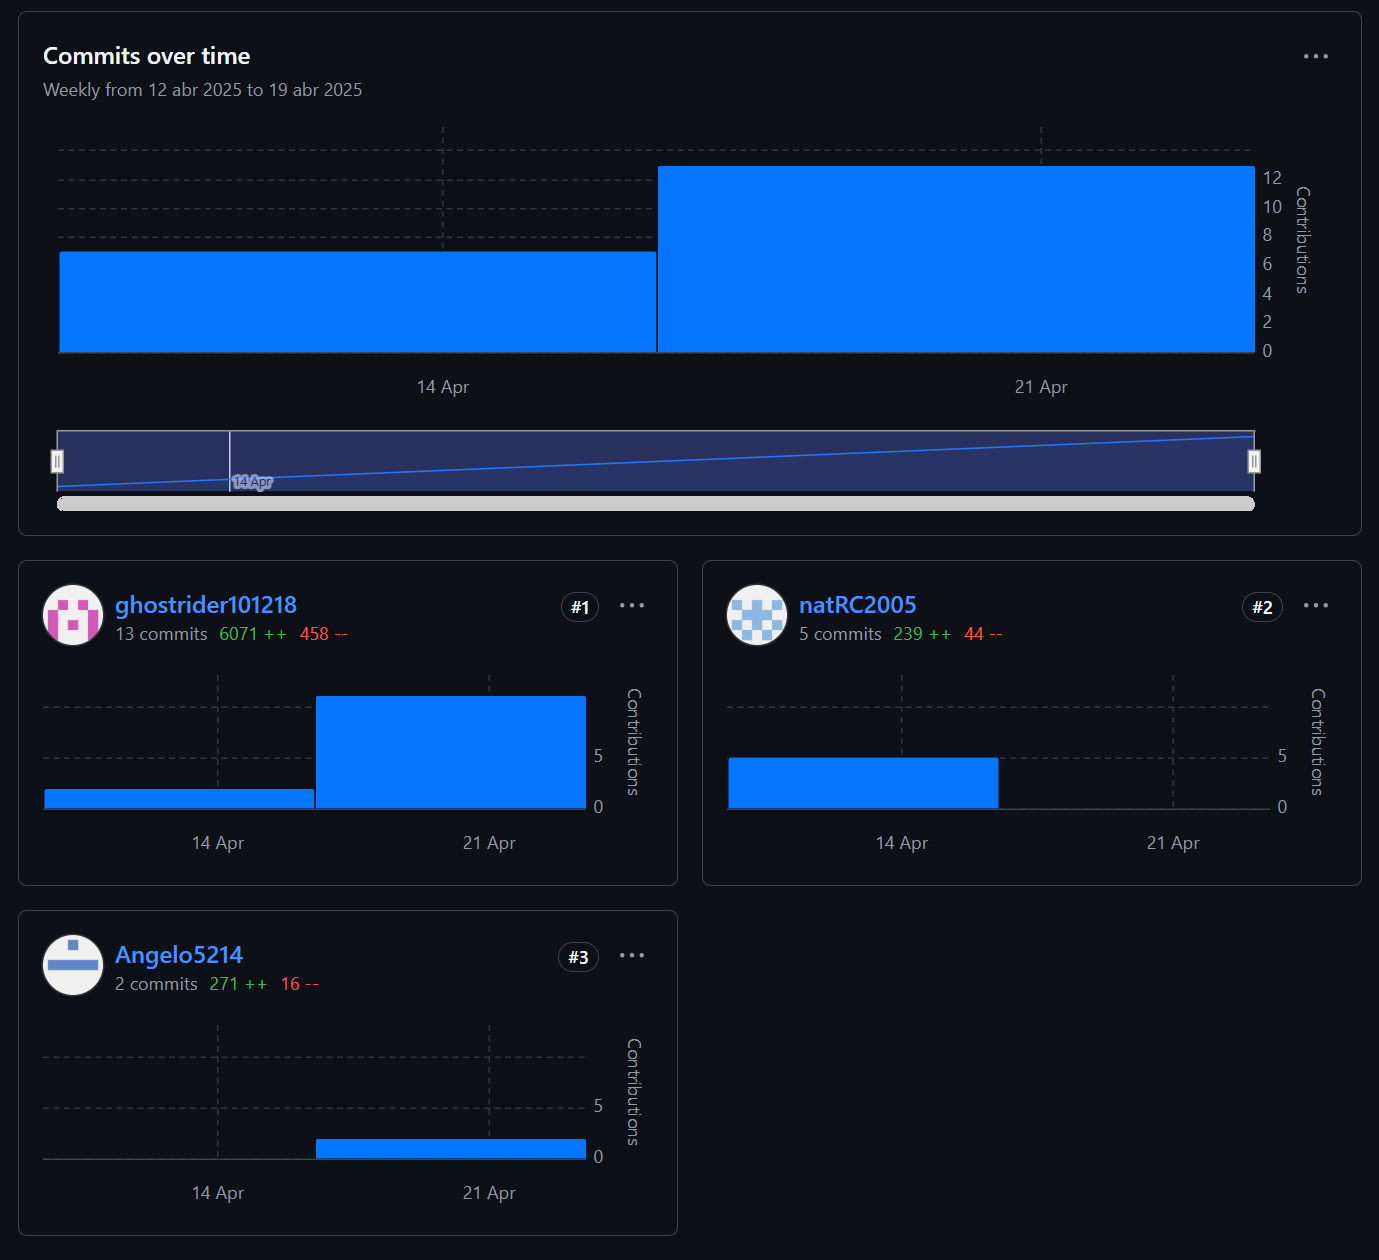 Commits over time
Weekly from 12 abr 2025 to 19 abr 2025
12
10
8
6
4
2
0
Contributions
14 Apr
21 Apr
14 Apr
ghostrider101218
#1
13 commits 6071 ++ 458 --
5
0
Contributions
14 Apr
21 Apr
natRC2005
#2
5 commits 239 ++ 44 --
5
0
Contributions
14 Apr
21 Apr
Angelo5214
#3
2 commits 271 ++ 16 --
5
0
Contributions
14 Apr
21 Apr